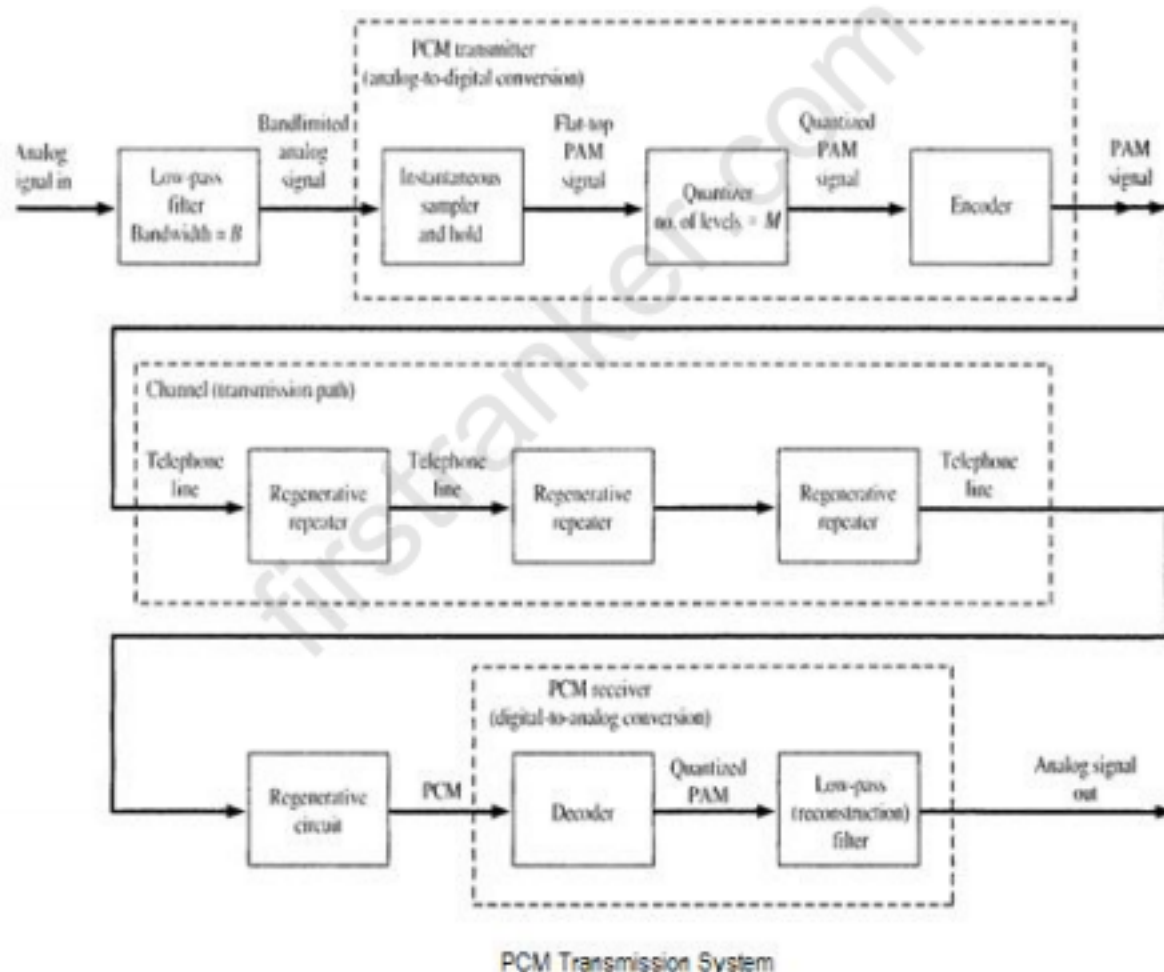 PCM transmitter
(analog-to-digital conversion)
Analog
ignal in
Low-pass
filter
Bandwidth = B
Bandlimited
analog
signal
Instantaneous
sampler
and hold
Flat-top
PAM
signal
Quantizer
no. of levels = M
Quantized
PAM
signal
Encoder
PAM
signal
Channel (transmission path)
Telephone
line
Regenerative
repeater
Telephone
line
Regenerative
repeater
Regenerative
repeater
Telephone
line
PCM receiver
(digital-to-analog conversion)
Regenerative
circuit
PCM
Decoder
Quantized
PAM
Low-pass
(reconstruction)
filter
Analog signal
out
PCM Transmission System
firstranker.com